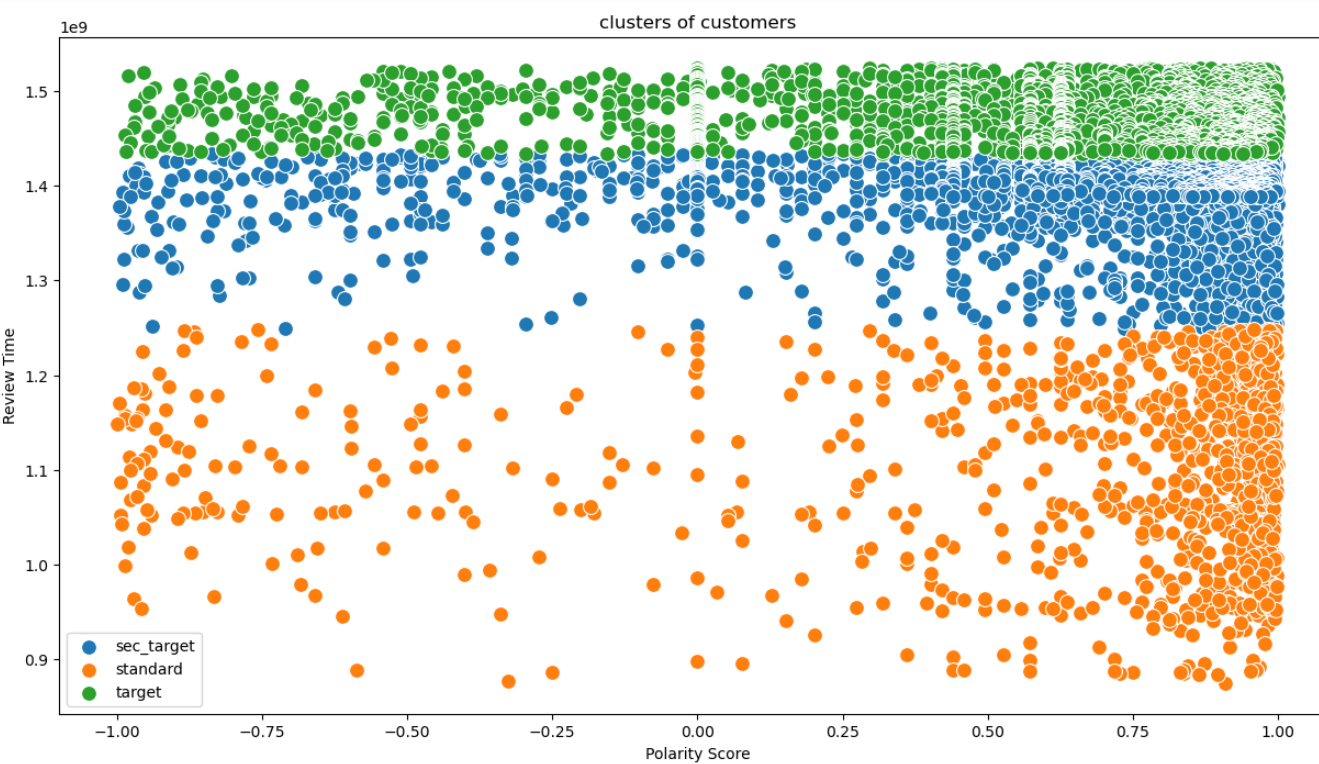 clusters of customers
1e9
1.5
1.4
1.3
1.2
1.1
1.0
0.9
Review Time
sec_target
standard
target
−1.00 −0.75 −0.50 −0.25 0.00 0.25 0.50 0.75 1.00
Polarity Score